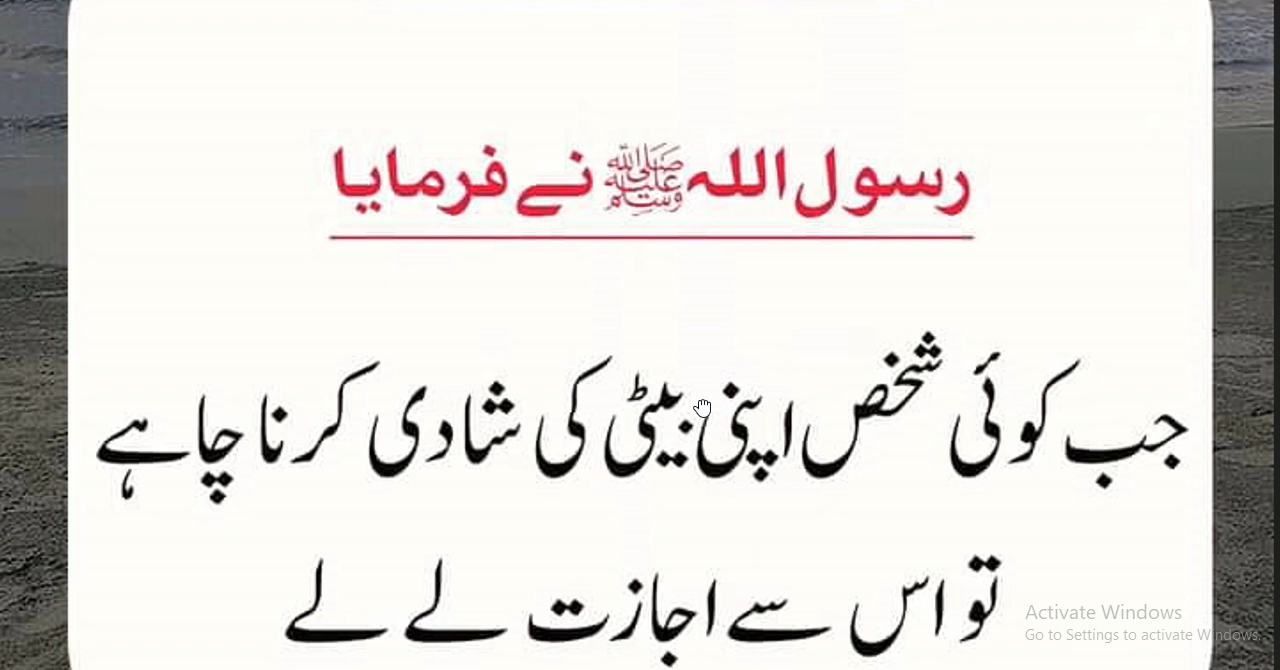 رسول اللہ ﷺ نے فرمایا
جب کوئی شخص اپنی بیٹی کی شادی کرنا چاہے
تو اس سے اجازت لے لے
Activate Windows
Go to Settings to activate Windows.